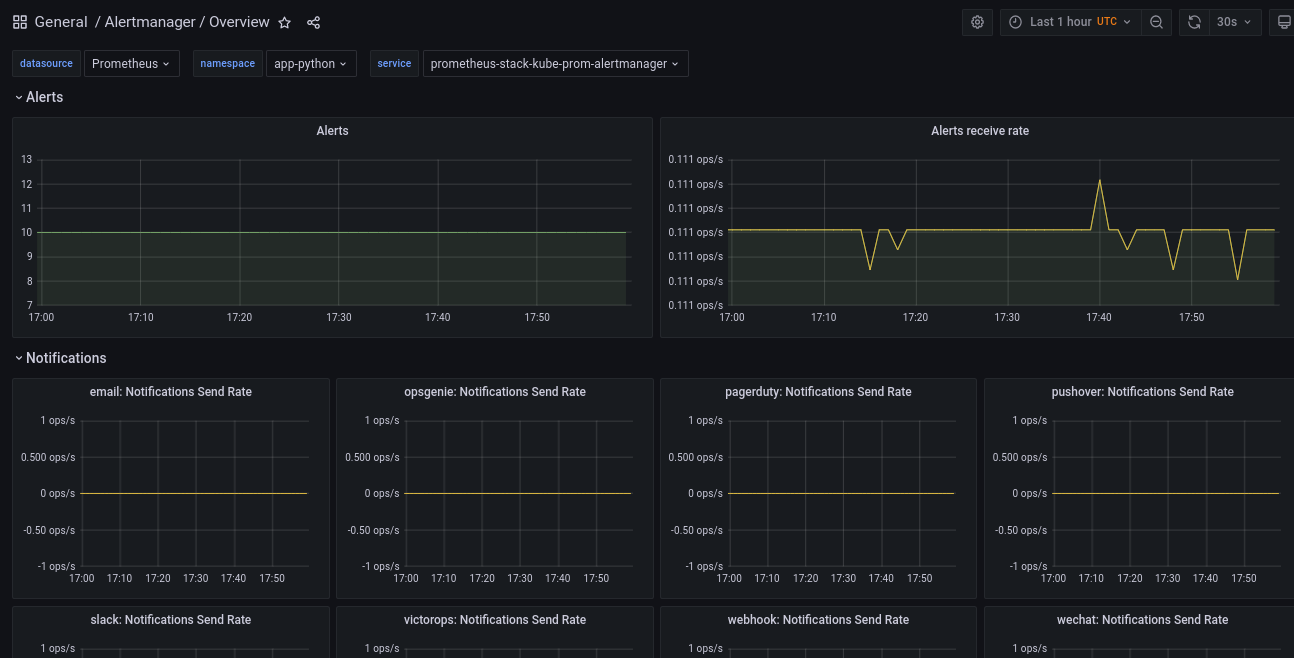 General / Alertmanager / Overview
Last 1 hour UTC
30s
datasource Prometheus namespace app-python service prometheus-stack-kube-prom-alertmanager
Alerts
Alerts
13
12
11
10
9
8
7
17:00 17:10 17:20 17:30 17:40 17:50
Alerts receive rate
0.111 ops/s
0.111 ops/s
0.111 ops/s
0.111 ops/s
0.111 ops/s
0.111 ops/s
0.111 ops/s
17:00 17:10 17:20 17:30 17:40 17:50
Notifications
email: Notifications Send Rate
1 ops/s
0.500 ops/s
0 ops/s
-0.50 ops/s
-1 ops/s
17:00 17:10 17:20 17:30 17:40 17:50
opsgenie: Notifications Send Rate
1 ops/s
0.500 ops/s
0 ops/s
-0.50 ops/s
-1 ops/s
17:00 17:10 17:20 17:30 17:40 17:50
pagerduty: Notifications Send Rate
1 ops/s
0.500 ops/s
0 ops/s
-0.50 ops/s
-1 ops/s
17:00 17:10 17:20 17:30 17:40 17:50
pushover: Notifications Send Rate
1 ops/s
0.500 ops/s
0 ops/s
-0.50 ops/s
-1 ops/s
17:00 17:10 17:20 17:30 17:40 17:50
slack: Notifications Send Rate
1 ops/s
victorops: Notifications Send Rate
1 ops/s
webhook: Notifications Send Rate
1 ops/s
wechat: Notifications Send Rate
1 ops/s